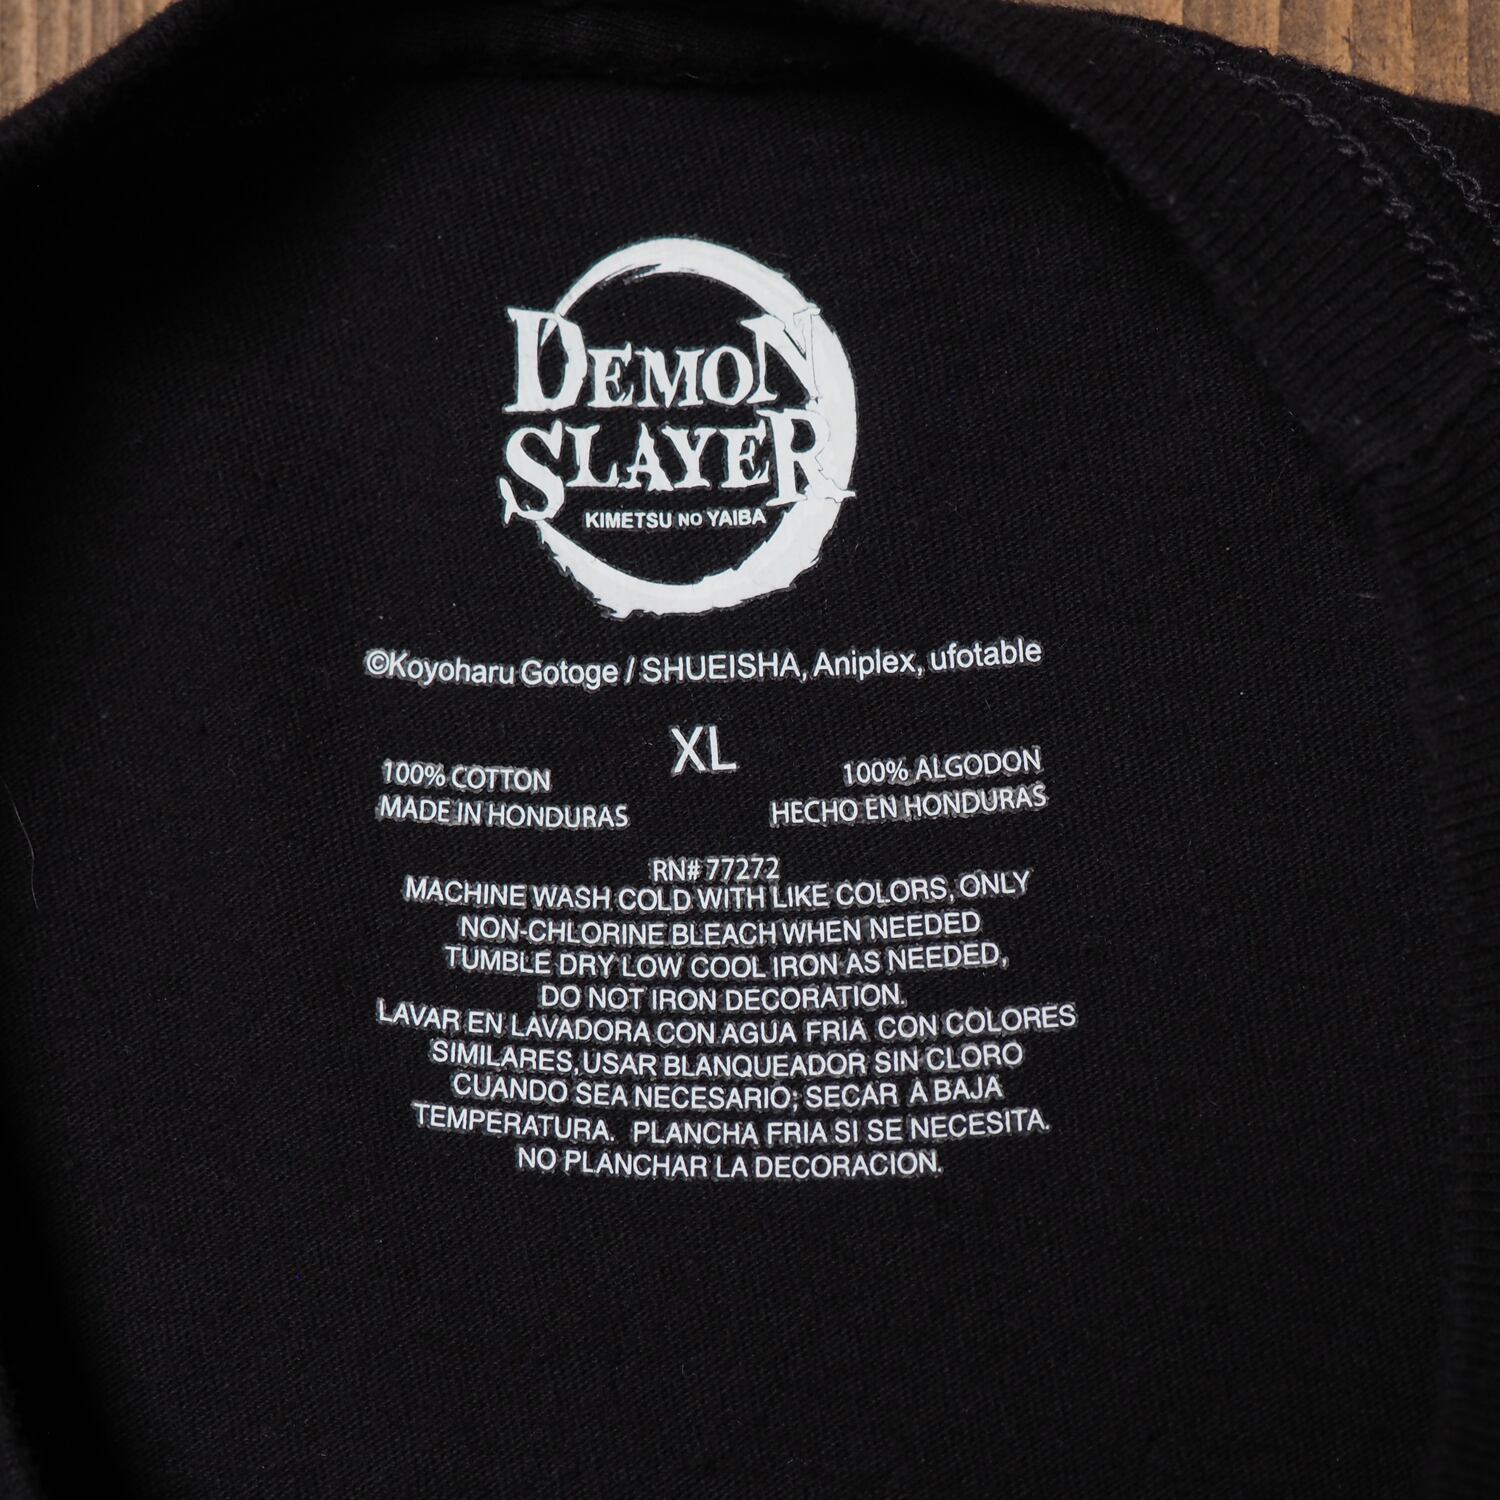 DEMON
SLAYER
KIMETSU NO YAIBA
©Koyoharu Gotoge / SHUEISHA, Aniplex, ufotable
XL
100% COTTON
MADE IN HONDURAS
100% ALGODON
HECHO EN HONDURAS
RN# 77272
MACHINE WASH COLD WITH LIKE COLORS, ONLY
NON-CHLORINE BLEACH WHEN NEEDED
TUMBLE DRY LOW COOL IRON AS NEEDED,
DO NOT IRON DECORATION.
LAVAR EN LAVADORA CON AGUA FRIA CON COLORES
SIMILARES, USAR BLANQUEADOR SIN CLORO
CUANDO SEA NECESARIO; SECAR A BAJA
TEMPERATURA. PLANCHA FRIA SI SE NECESITA.
NO PLANCHAR LA DECORACION.